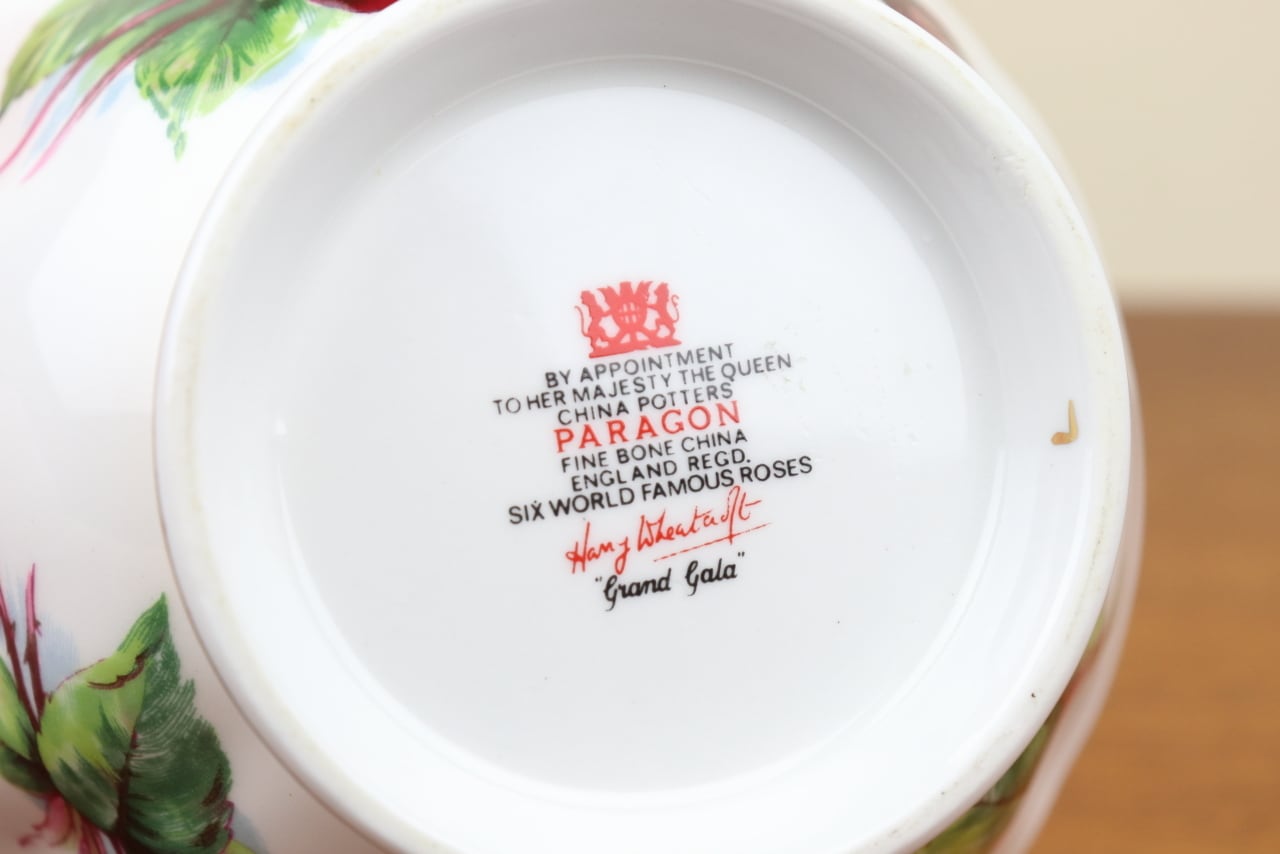 BY APPOINTMENT
TO HER MAJESTY THE QUEEN
CHINA POTTERS
PARAGON
FINE BONE CHINA
ENGLAND REGD.
SIX WORLD FAMOUS ROSES
Harry Wheatcroft
"Grand Gala"